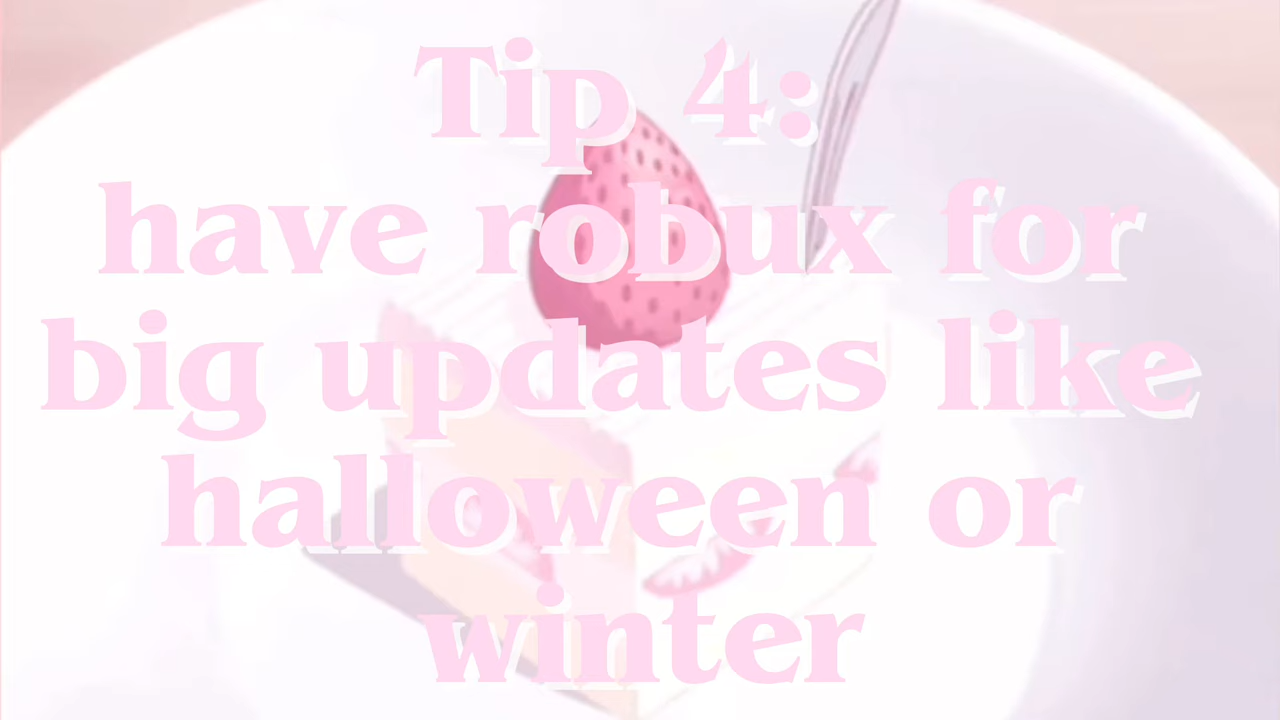 Tip 4:
have robux for
big updates like
halloween or
winter